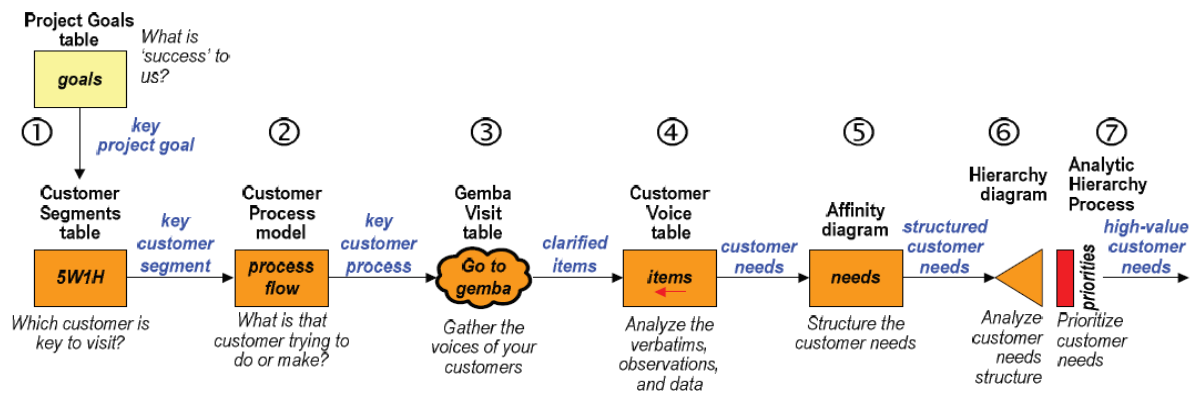 Project Goals
table
What is
‘success’ to
us?
goals
①
key
project goal
②
③
④
⑤
⑥
⑦
Customer
Segments
table
key
customer
segment
5W1H
Which customer is
key to visit?
Customer
Process
model
key
customer
process
process
flow
What is that
customer trying to
do or make?
Gemba
Visit
table
clarified
items
Go to
gemba
Gather the
voices of your
customers
Customer
Voice
table
customer
needs
items
Analyze the
verbatims,
observations,
and data
Affinity
diagram
structured
customer
needs
needs
Structure the
customer needs
Hierarchy
diagram
Analyze
customer
needs
structure
Analytic
Hierarchy
Process
high-value
customer
needs
priorities
Prioritize
customer
needs